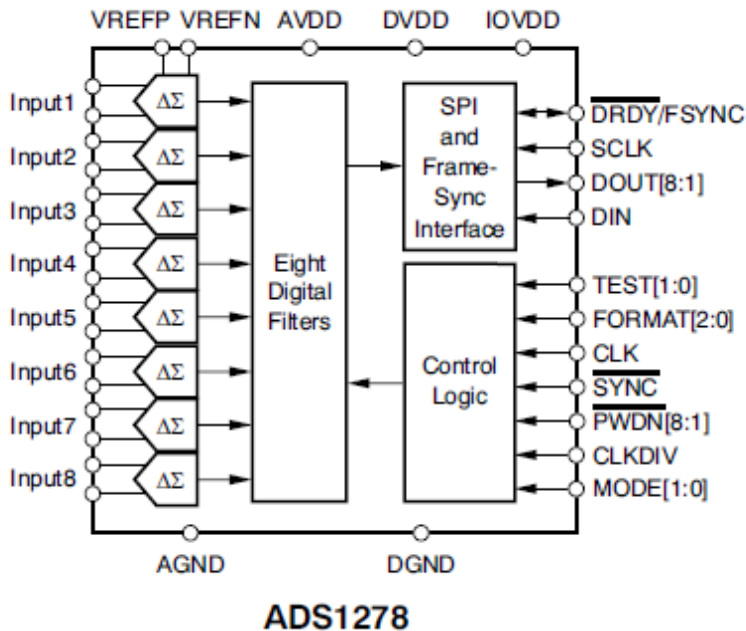 VREFP VREFN AVDD DVDD IOVDD
Input1
Input2
Input3
Input4
Input5
Input6
Input7
Input8
ΔΣ
ΔΣ
ΔΣ
ΔΣ
ΔΣ
ΔΣ
ΔΣ
ΔΣ
Eight
Digital
Filters
SPI
and
Frame-
Sync
Interface
Control
Logic
DRDY/FSYNC
SCLK
DOUT[8:1]
DIN
TEST[1:0]
FORMAT[2:0]
CLK
SYNC
PWDN[8:1]
CLKDIV
MODE[1:0]
AGND DGND
ADS1278